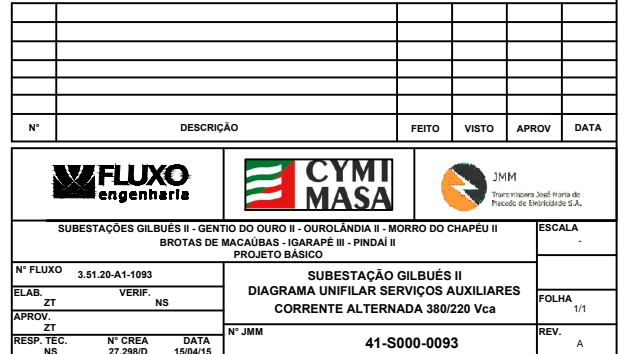 N° DESCRIÇÃO FEITO VISTO APROV DATA
FLUXO
engenharia
CYMI
MASA
JMM
Transmissora José Maria de
Macedo de Eletricidade S.A.
SUBESTAÇÕES GILBUÉS II - GENTIO DO OURO II - OUROLÂNDIA II - MORRO DO CHAPÉU II
BROTAS DE MACAÚBAS - IGARAPÉ III - PINDAÍ II
PROJETO BÁSICO
ESCALA
-
N° FLUXO 3.51.20-A1-1093
ELAB. VERIF.
ZT NS
APROV.
ZT
RESP. TÉC. N° CREA DATA
NS 27.298/D 15/04/15
SUBESTAÇÃO GILBUÉS II
DIAGRAMA UNIFILAR SERVIÇOS AUXILIARES
CORRENTE ALTERNADA 380/220 Vca
FOLHA
1/1
N° JMM
41-S000-0093
REV.
A